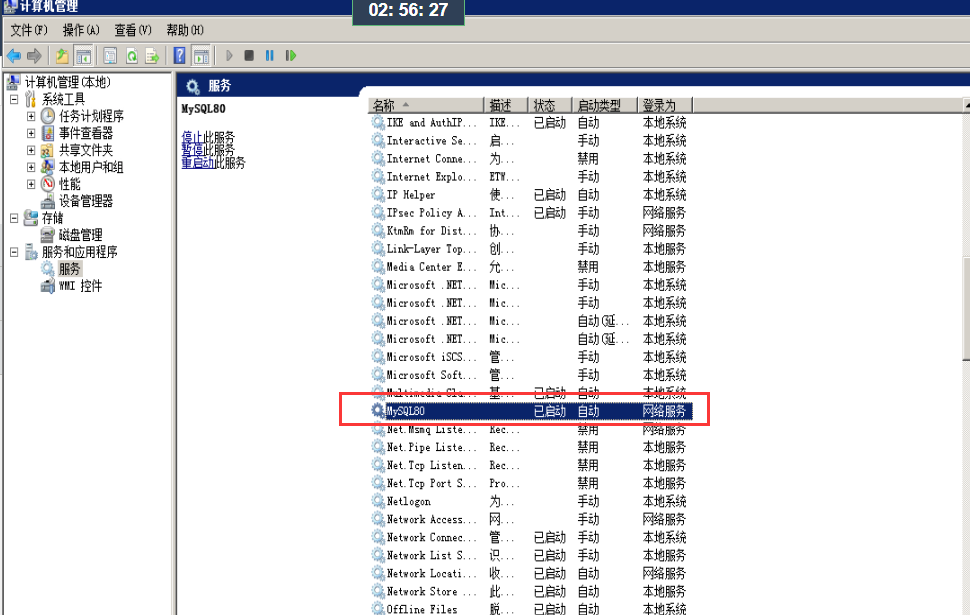 计算机管理
02: 56: 27
文件(F) 操作(A) 查看(V) 帮助(H)
计算机管理(本地)
系统工具
任务计划程序
事件查看器
共享文件夹
本地用户和组
性能
设备管理器
存储
磁盘管理
服务和应用程序
服务
WMI 控件
服务
MySQL80
停止此服务
暂停此服务
重启动此服务
名称 描述 状态 启动类型 登录为
IKE and AuthIP... IKE... 已启动 自动 本地系统
Interactive Se... 启... 手动 本地系统
Internet Conne... 为... 禁用 本地系统
Internet Explo... ETW... 手动 本地系统
IP Helper 使... 已启动 自动 本地系统
IPsec Policy A... Int... 已启动 手动 网络服务
KtmRm for Dist... 协... 手动 网络服务
Link-Layer Top... 创... 手动 本地服务
Media Center E... 允... 禁用 本地服务
Microsoft .NET... Mic... 手动 本地系统
Microsoft .NET... Mic... 手动 本地系统
Microsoft .NET... Mic... 自动(延... 本地系统
Microsoft .NET... Mic... 自动(延... 本地系统
Microsoft iSCS... 管... 手动 本地系统
Microsoft Soft... 管... 手动 本地系统
Multimedia Cla... 基... 已启动 自动 本地系统
MySQL80 已启动 自动 网络服务
Net.Msmq Liste... Rec... 禁用 网络服务
Net.Pipe Liste... Rec... 禁用 本地服务
Net.Tcp Listen... Rec... 禁用 本地服务
Net.Tcp Port S... Pro... 禁用 本地服务
Netlogon 为... 手动 本地系统
Network Access... 网... 手动 网络服务
Network Connec... 管... 已启动 手动 本地系统
Network List S... 识... 已启动 手动 本地服务
Network Locati... 收... 已启动 自动 网络服务
Network Store ... 此... 已启动 自动 本地服务
Offline Files 脱... 已启动 自动 本地系统